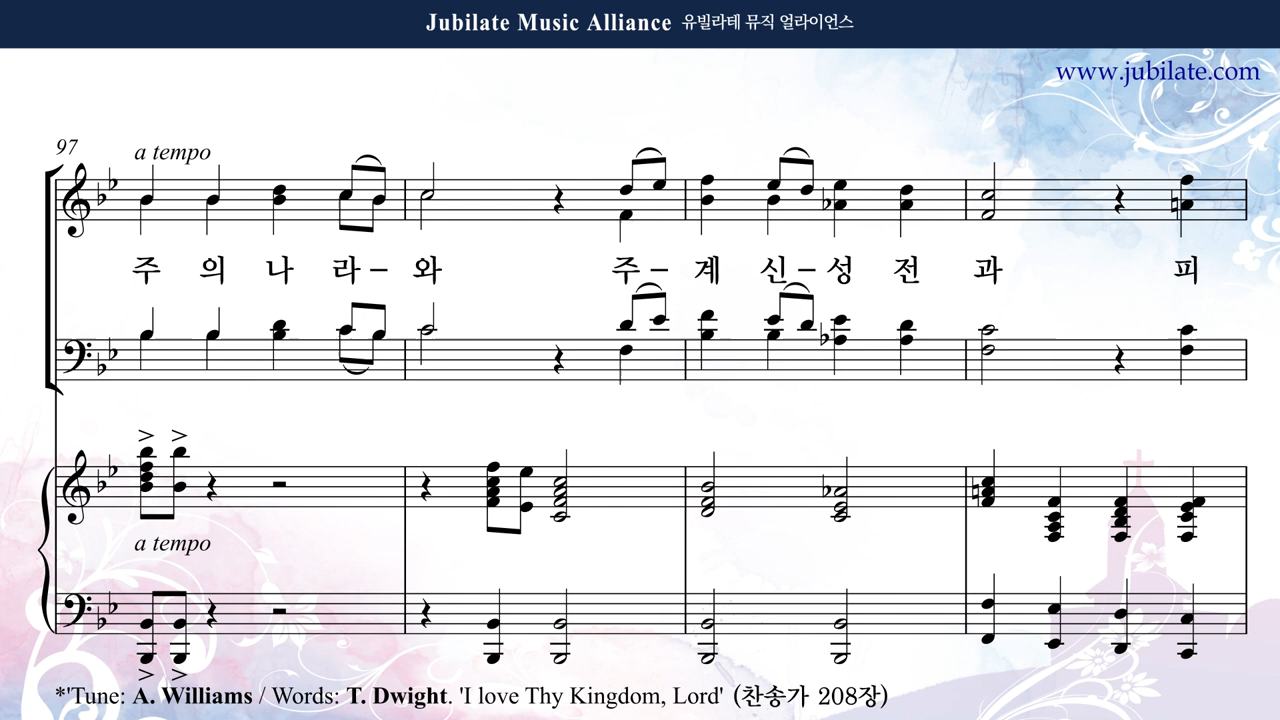 Jubilate Music Alliance 유빌라테 뮤직 얼라이언스
www.jubilate.com
97
a tempo
주 의 나 라 – 와 주 – 계 신 – 성 전 과 피
a tempo
*'Tune: A. Williams / Words: T. Dwight. 'I love Thy Kingdom, Lord' (찬송가 208장)